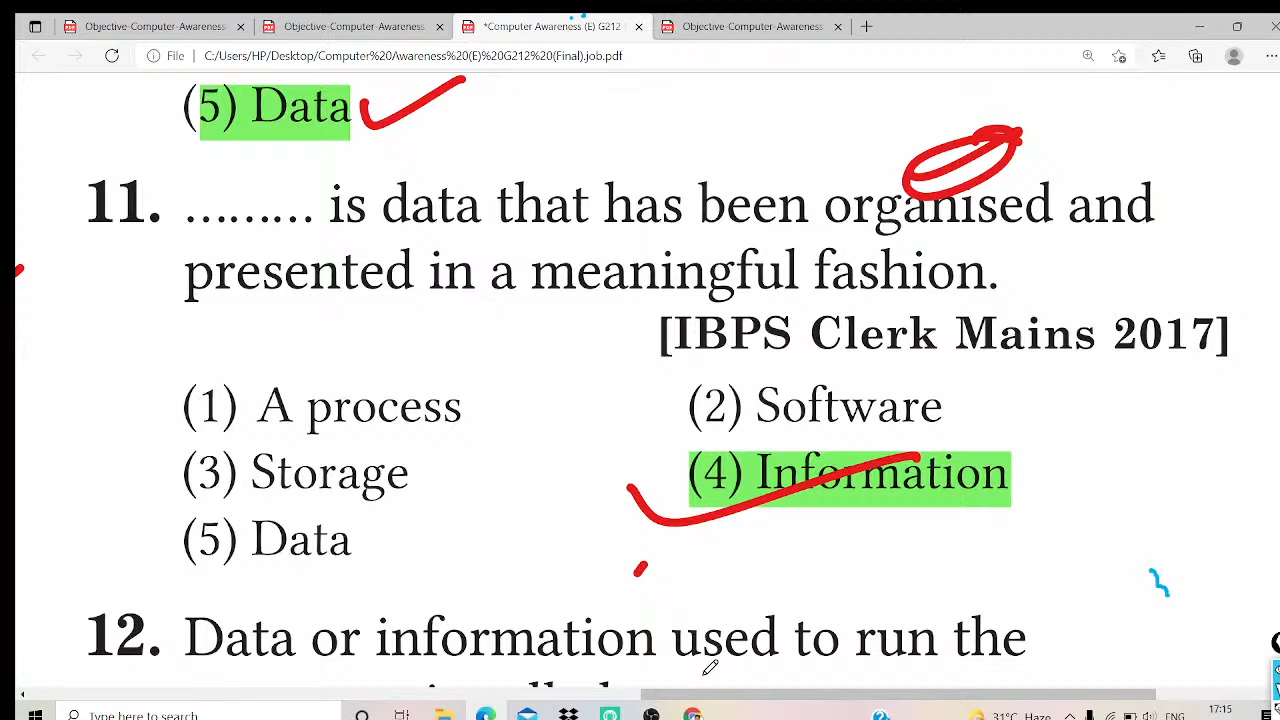 Objective-Computer-Awareness
Objective-Computer-Awareness
*Computer Awareness (E) G212
Objective-Computer-Awareness
File
C:/Users/HP/Desktop/Computer%20Awareness%20(E)%20G212%20(Final).job.pdf
(5) Data
11. ......... is data that has been organised and
presented in a meaningful fashion.
[IBPS Clerk Mains 2017]
(1) A process
(2) Software
(3) Storage
(4) Information
(5) Data
12. Data or information used to run the
Type here to search
31°C Haze
ENG
17:15